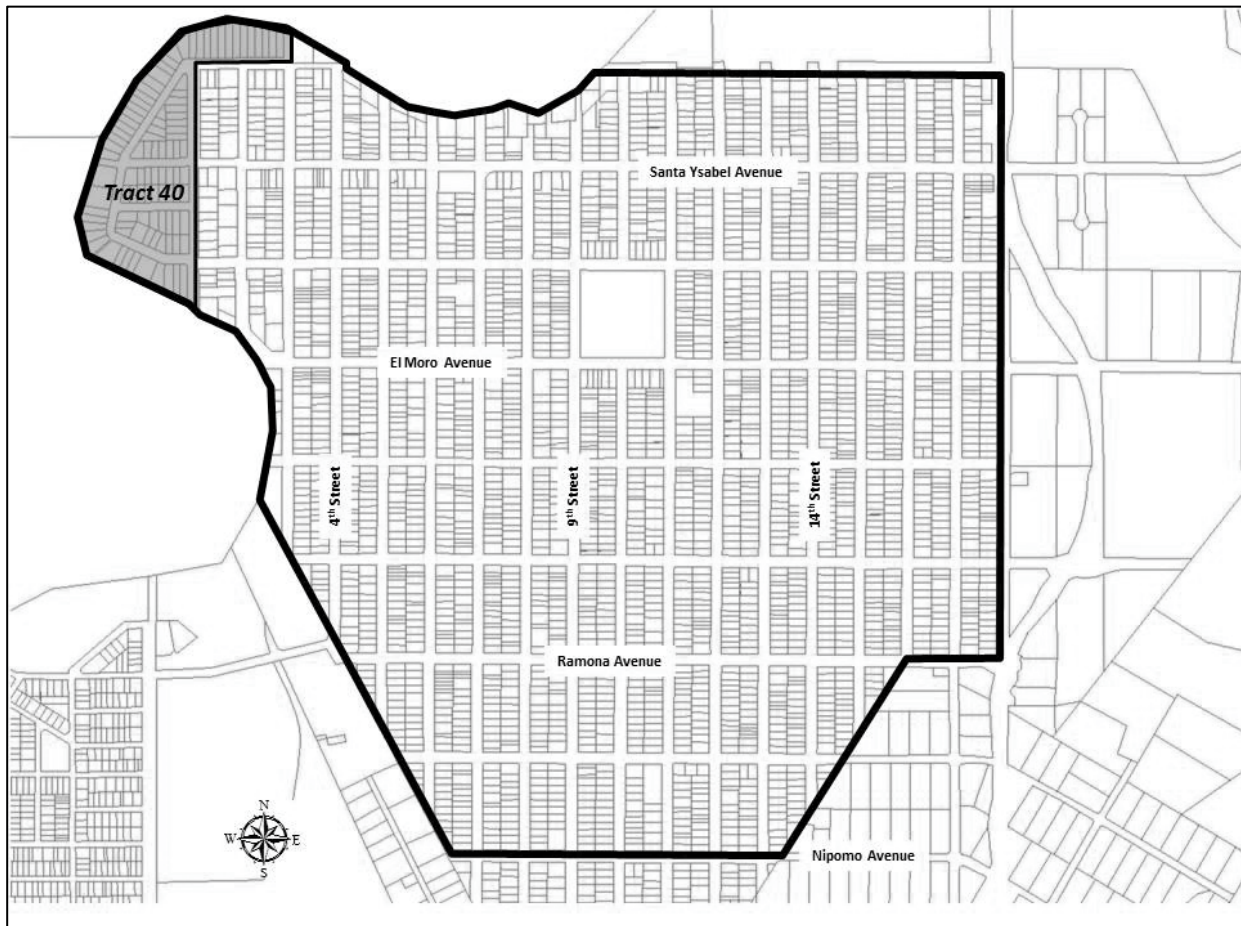 Santa Ysabel Avenue
Tract 40
El Moro Avenue
4th Street
9th Street
14th Street
Ramona Avenue
N
W E
S
Nipomo Avenue